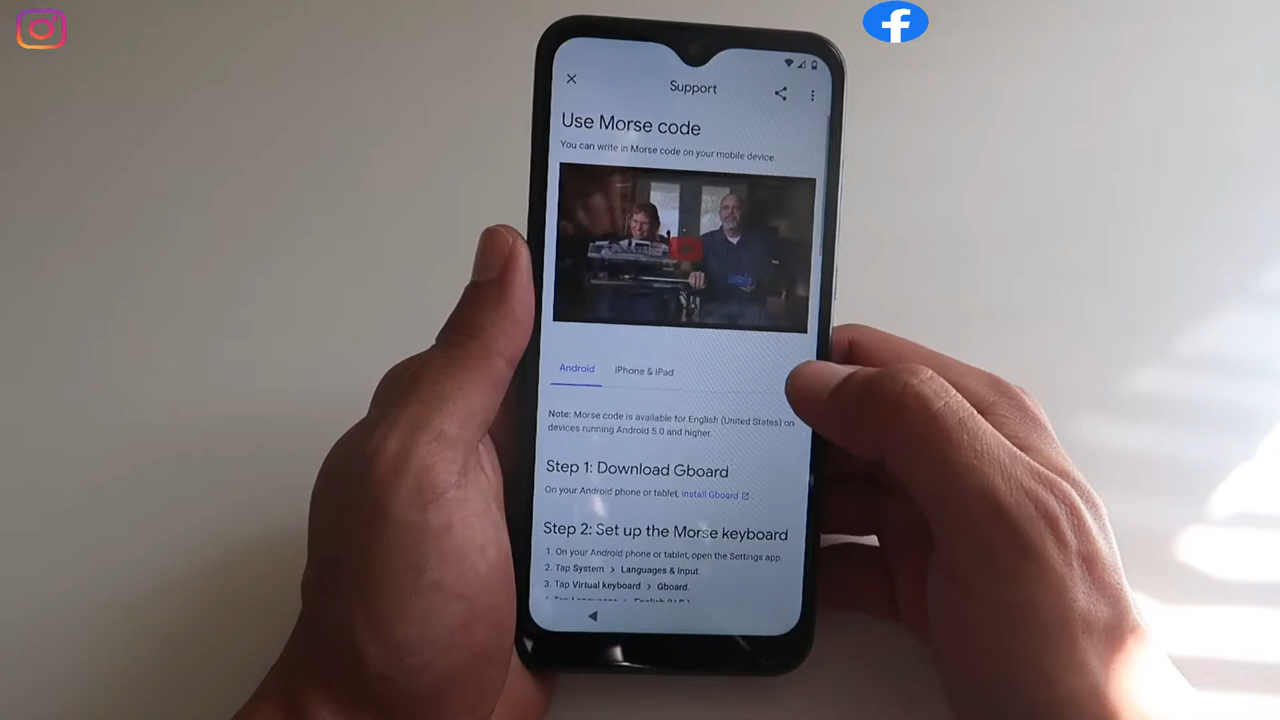 Support
Use Morse code
You can write in Morse code on your mobile device.
Android
iPhone & iPad
Note: Morse code is available for English (United States) on
devices running Android 5.0 and higher.
Step 1: Download Gboard
On your Android phone or tablet, install Gboard.
Step 2: Set up the Morse keyboard
1. On your Android phone or tablet, open the Settings app
2. Tap System > Languages & input.
3. Tap Virtual keyboard > Gboard.